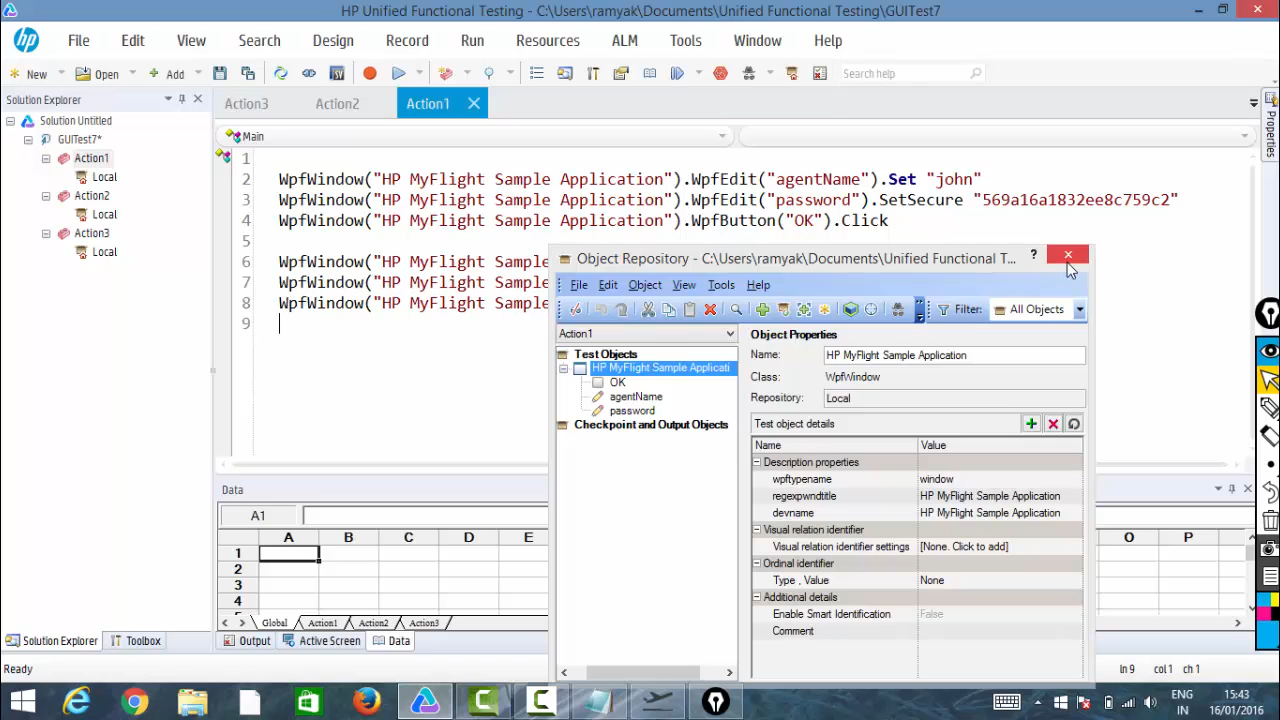 HP Unified Functional Testing - C:\Users\ramyak\Documents\Unified Functional Testing\GUITest7
hp File Edit View Search Design Record Run Resources ALM Tools Window Help
New Open Add Search help
Solution Explorer
Action3 Action2 Action1
Properties
Solution Untitled
GUITest7*
Action1
Local
Action2
Local
Action3
Local
Main
1
2 WpfWindow("HP MyFlight Sample Application").WpfEdit("agentName").Set "john"
3 WpfWindow("HP MyFlight Sample Application").WpfEdit("password").SetSecure "569a16a1832ee8c759c2"
4 WpfWindow("HP MyFlight Sample Application").WpfButton("OK").Click
5
6 WpfWindow("HP MyFlight Sample
7 WpfWindow("HP MyFlight Sample
8 WpfWindow("HP MyFlight Sample
9
Object Repository - C:\Users\ramyak\Documents\Unified Functional T... ?
File Edit Object View Tools Help
Filter: All Objects
Action1
Test Objects
HP MyFlight Sample Applicati
OK
agentName
password
Checkpoint and Output Objects
Object Properties
Name: HP MyFlight Sample Application
Class: WpfWindow
Repository: Local
Test object details
Name Value
Description properties
wpftypename window
regexpwndtitle HP MyFlight Sample Application
devname HP MyFlight Sample Application
Visual relation identifier
Visual relation identifier settings [None. Click to add]
Ordinal identifier
Type , Value None
Additional details
Enable Smart Identification False
Comment
Data
A1
A B C D E O P
1
2
3
4
Global Action1 Action2 Action3
Solution Explorer Toolbox Output Active Screen Data
Ready ln 9 col 1 ch 1
ENG 15:43
IN 16/01/2016